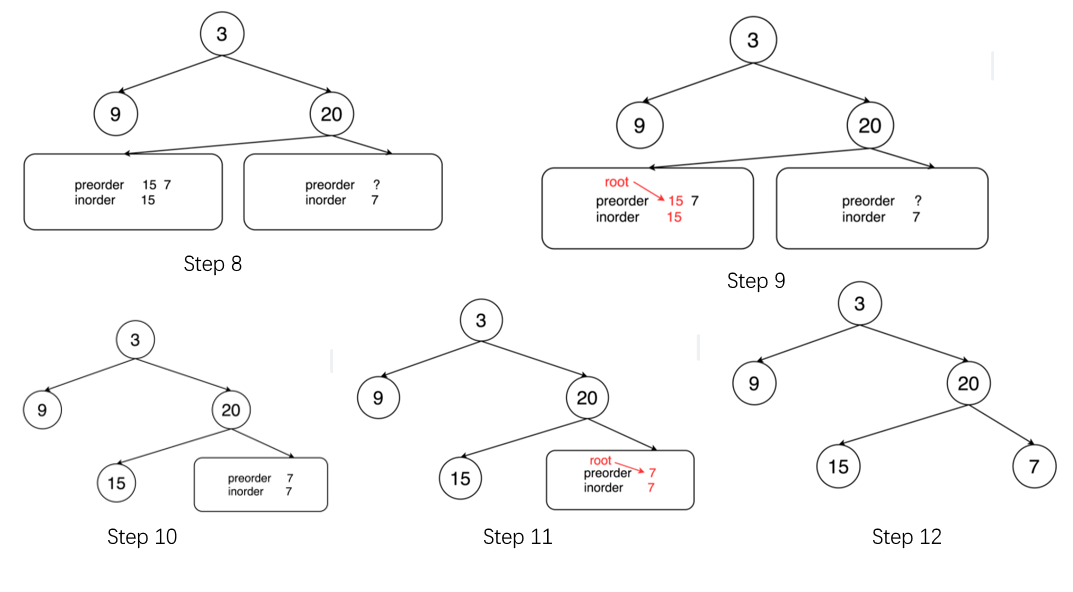 3
9
20
preorder 15 7
inorder 15
preorder ?
inorder 7
Step 8
3
9
20
root
preorder 15 7
inorder 15
preorder ?
inorder 7
Step 9
3
9
20
15
preorder 7
inorder 7
Step 10
3
9
20
15
root
preorder 7
inorder 7
Step 11
3
9
20
15
7
Step 12